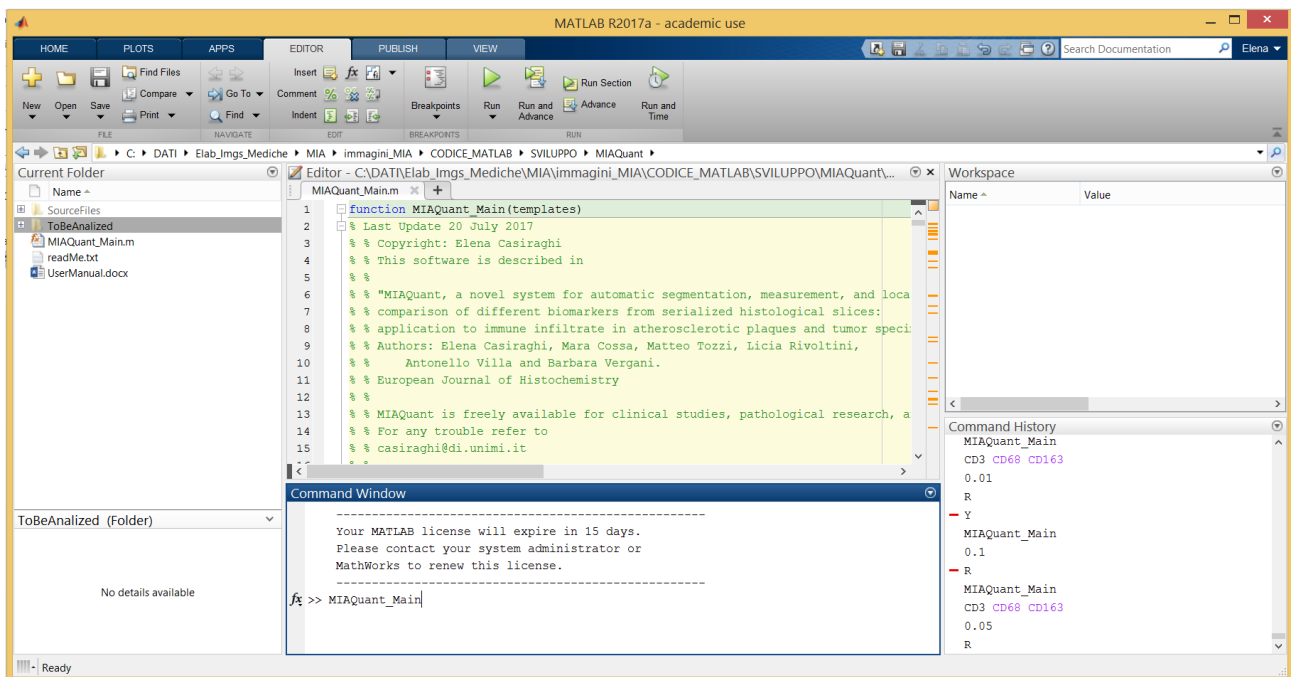 MATLAB R2017a - academic use
HOME PLOTS APPS EDITOR PUBLISH VIEW
Search Documentation
Elena
New
Open
Save
Find Files
Compare
Print
FILE
Go To
Find
NAVIGATE
Insert fx
Comment
Indent
EDIT
Breakpoints
BREAKPOINTS
Run
Run and Advance
Run Section
Advance
Run and Time
RUN
C: DATI Elab_Imgs_Mediche MIA immagini_MIA CODICE_MATLAB SVILUPPO MIAQuant
Current Folder
Name
SourceFiles
ToBeAnalized
MIAQuant_Main.m
readMe.txt
UserManual.docx
ToBeAnalized (Folder)
No details available
Editor - C:\DATI\Elab_Imgs_Mediche\MIA\immagini_MIA\CODICE_MATLAB\SVILUPPO\MIAQuant\...
MIAQuant_Main.m +
1 function MIAQuant_Main(templates)
2 % Last Update 20 July 2017
3 % % Copyright: Elena Casiraghi
4 % % This software is described in
5 % %
6 % % "MIAQuant, a novel system for automatic segmentation, measurement, and loca
7 % % comparison of different biomarkers from serialized histological slices:
8 % % application to immune infiltrate in atherosclerotic plaques and tumor speci
9 % % Authors: Elena Casiraghi, Mara Cossa, Matteo Tozzi, Licia Rivoltini,
10 % % Antonello Villa and Barbara Vergani.
11 % % European Journal of Histochemistry
12 % %
13 % % MIAQuant is freely available for clinical studies, pathological research, a
14 % % For any trouble refer to
15 % % casiraghi@di.unimi.it
Command Window
----------------------------------------------------
Your MATLAB license will expire in 15 days.
Please contact your system administrator or
MathWorks to renew this license.
----------------------------------------------------
fx >> MIAQuant_Main
Workspace
Name Value
Command History
MIAQuant_Main
CD3 CD68 CD163
0.01
R
Y
MIAQuant_Main
0.1
R
MIAQuant_Main
CD3 CD68 CD163
0.05
R
Ready